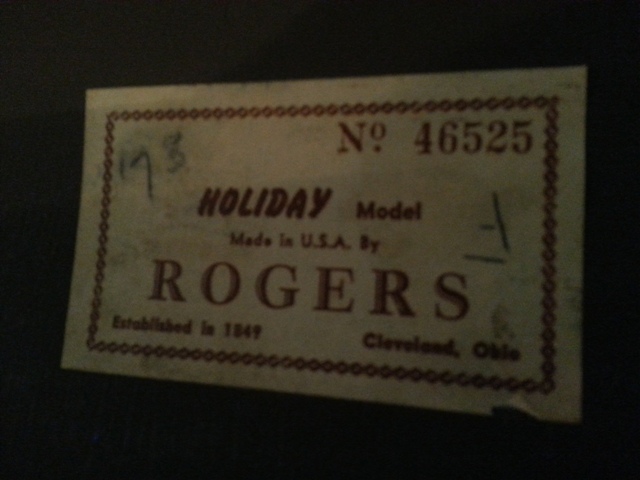 Nº 46525
HOLIDAY Model
Made in U.S.A. By
ROGERS
Established in 1849
Cleveland, Ohio